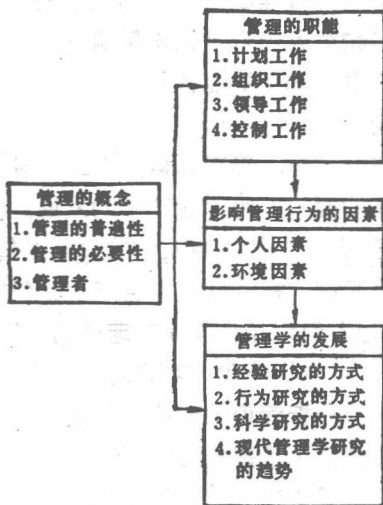 管理的职能
1.计划工作
2.组织工作
3.领导工作
4.控制工作
管理的概念
1.管理的普遍性
2.管理的必要性
3.管理者
影响管理行为的因素
1.个人因素
2.环境因素
管理学的发展
1.经验研究的方式
2.行为研究的方式
3.科学研究的方式
4.现代管理学研究
的趋势